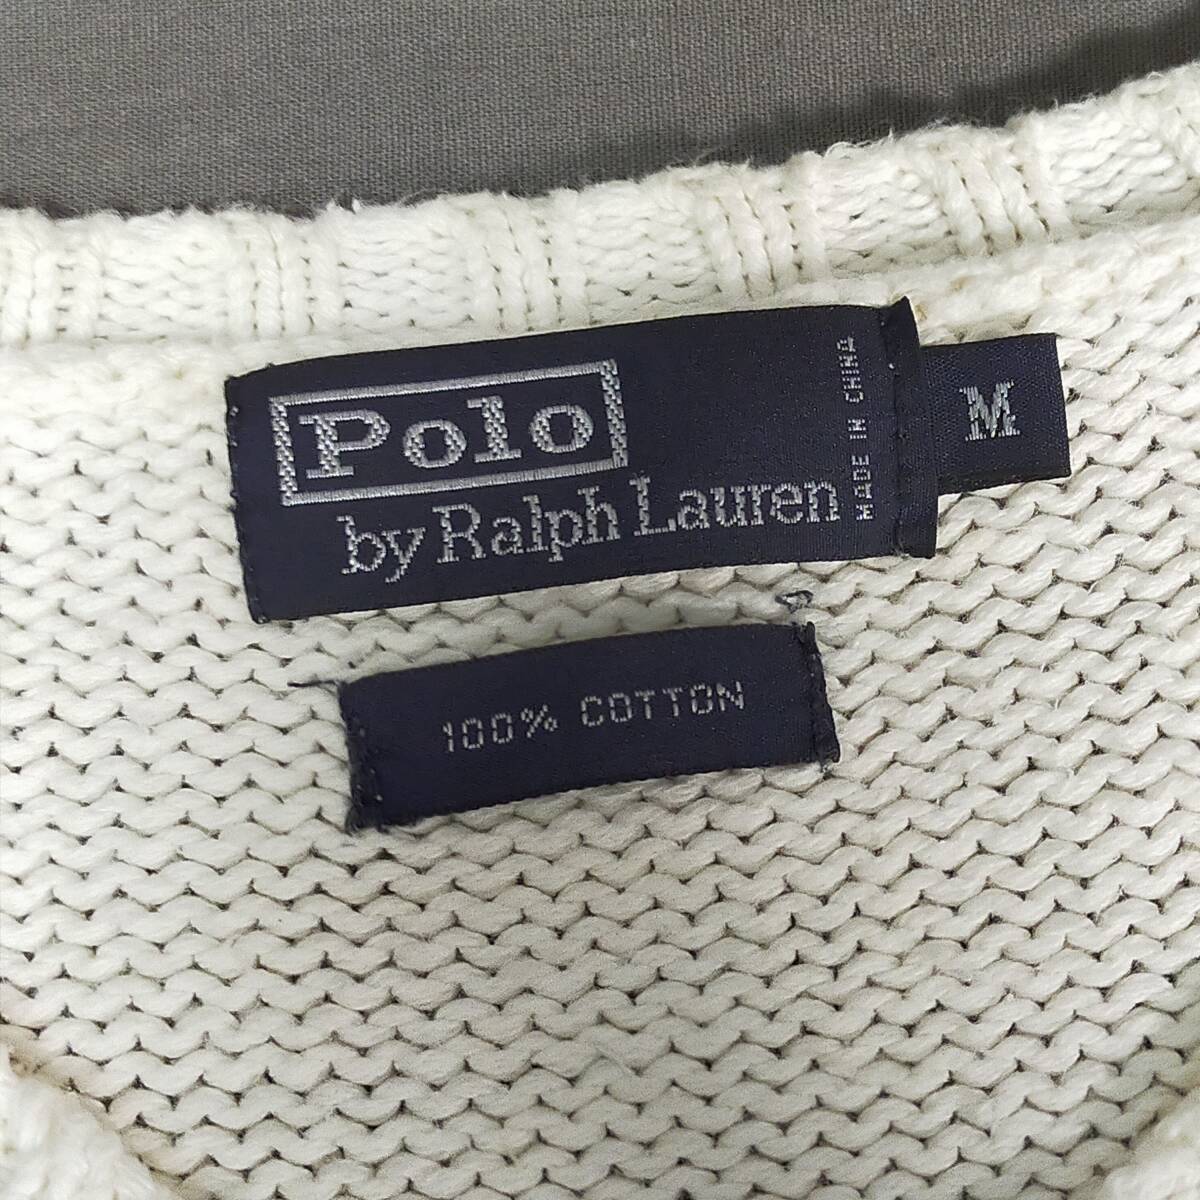 Polo
by Ralph Lauren
MADE IN CHINA
M
100% COTTON